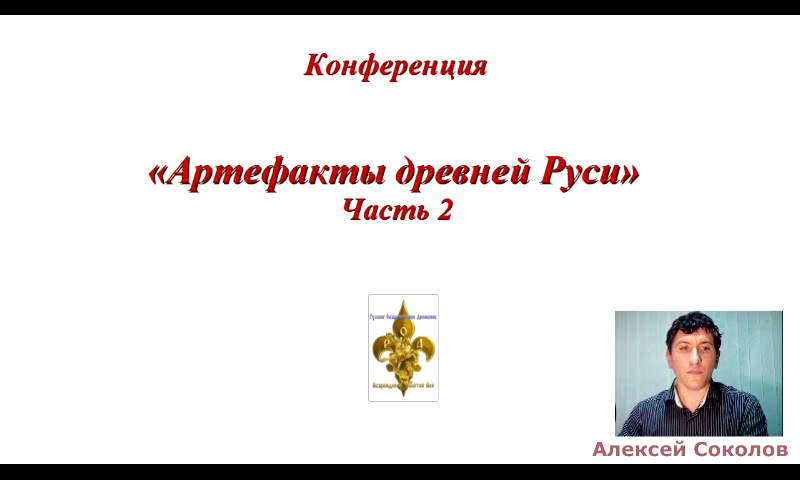 Конференция
«Артефакты древней Руси»
Часть 2
Р О Д
Алексей Соколов